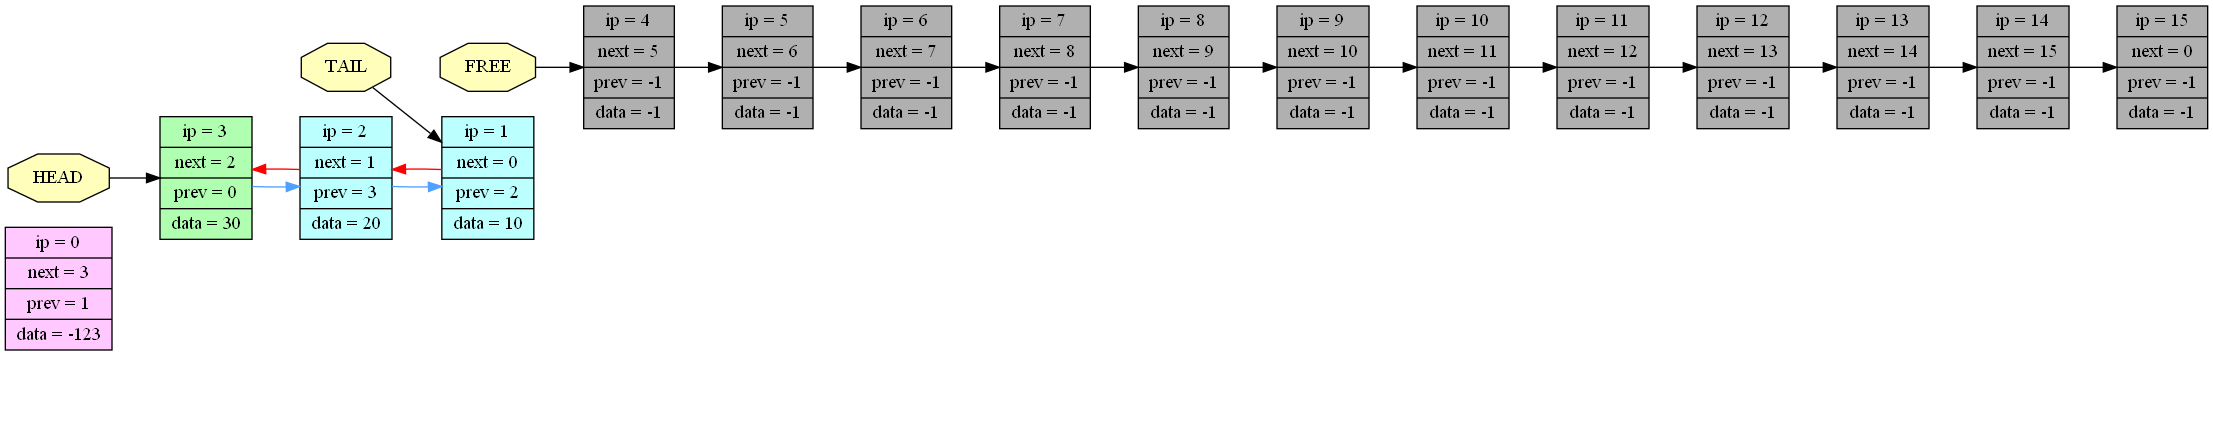 ip = 4
next = 5
prev = -1
data = -1
ip = 5
next = 6
prev = -1
data = -1
ip = 6
next = 7
prev = -1
data = -1
ip = 7
next = 8
prev = -1
data = -1
ip = 8
next = 9
prev = -1
data = -1
ip = 9
next = 10
prev = -1
data = -1
ip = 10
next = 11
prev = -1
data = -1
ip = 11
next = 12
prev = -1
data = -1
ip = 12
next = 13
prev = -1
data = -1
ip = 13
next = 14
prev = -1
data = -1
ip = 14
next = 15
prev = -1
data = -1
ip = 15
next = 0
prev = -1
data = -1
TAIL
FREE
HEAD
ip = 3
next = 2
prev = 0
data = 30
ip = 2
next = 1
prev = 3
data = 20
ip = 1
next = 0
prev = 2
data = 10
ip = 0
next = 3
prev = 1
data = -123